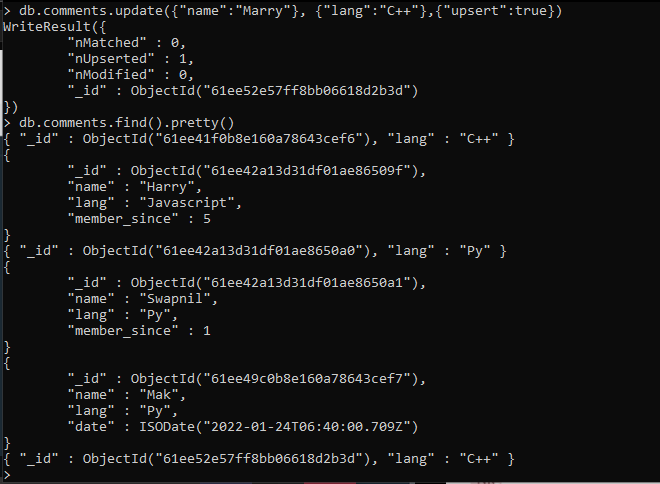 > db.comments.update({"name":"Marry"}, {"lang":"C++"},{"upsert":true})
WriteResult({
        "nMatched" : 0,
        "nUpserted" : 1,
        "nModified" : 0,
        "_id" : ObjectId("61ee52e57ff8bb06618d2b3d")
})
> db.comments.find().pretty()
{ "_id" : ObjectId("61ee41f0b8e160a78643cef6"), "lang" : "C++" }
{
        "_id" : ObjectId("61ee42a13d31df01ae86509f"),
        "name" : "Harry",
        "lang" : "Javascript",
        "member_since" : 5
}
{ "_id" : ObjectId("61ee42a13d31df01ae8650a0"), "lang" : "Py" }
{
        "_id" : ObjectId("61ee42a13d31df01ae8650a1"),
        "name" : "Swapnil",
        "lang" : "Py",
        "member_since" : 1
}
{
        "_id" : ObjectId("61ee49c0b8e160a78643cef7"),
        "name" : "Mak",
        "lang" : "Py",
        "date" : ISODate("2022-01-24T06:40:00.709Z")
}
{ "_id" : ObjectId("61ee52e57ff8bb06618d2b3d"), "lang" : "C++" }
>